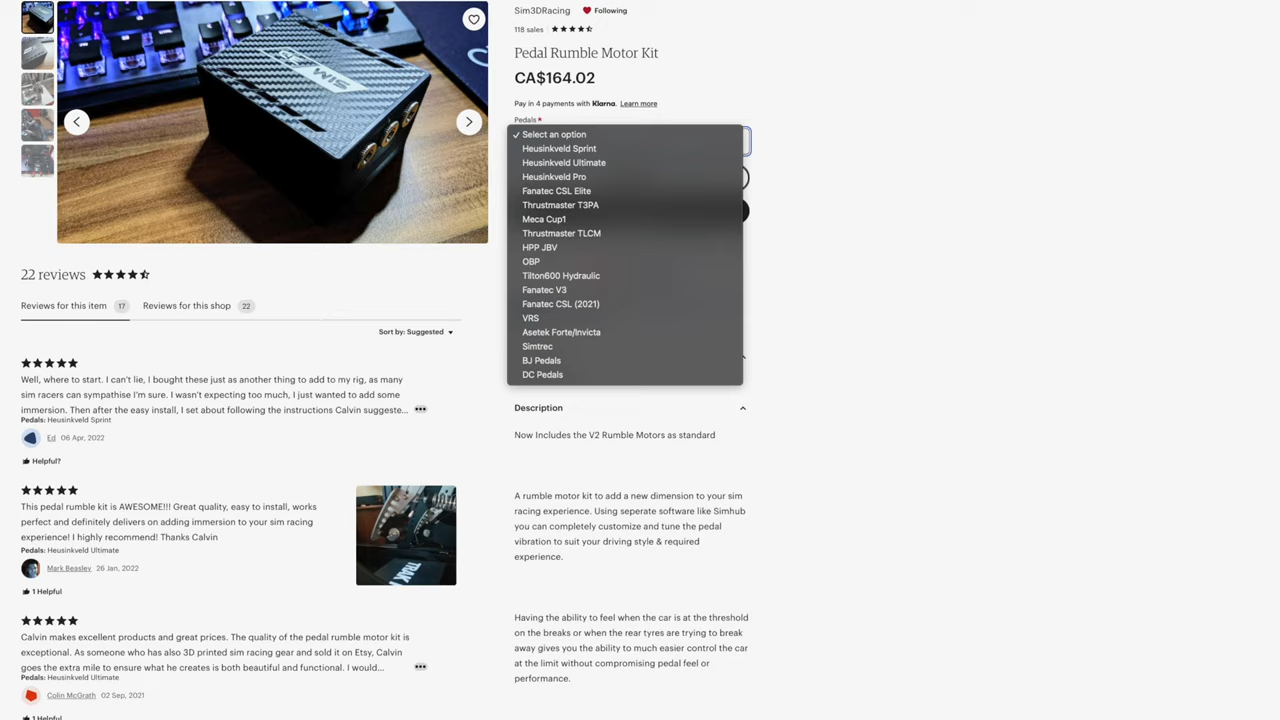 Sim3DRacing Following
118 sales
Pedal Rumble Motor Kit
CA$164.02
Pay in 4 payments with Klarna. Learn more
Pedals *
✓ Select an option
Heusinkveld Sprint
Heusinkveld Ultimate
Heusinkveld Pro
Fanatec CSL Elite
Thrustmaster T3PA
Meca Cup1
Thrustmaster TLCM
HPP JBV
OBP
Tilton600 Hydraulic
Fanatec V3
Fanatec CSL (2021)
VRS
Asetek Forte/Invicta
Simtrec
BJ Pedals
DC Pedals
Description
Now Includes the V2 Rumble Motors as standard
A rumble motor kit to add a new dimension to your sim
racing experience. Using seperate software like Simhub
you can completely customize and tune the pedal
vibration to suit your driving style & required
experience.
Having the ability to feel when the car is at the threshold
on the breaks or when the rear tyres are trying to break
away gives you the ability to much easier control the car
at the limit without compromising pedal feel or
performance.
22 reviews
Reviews for this item 17 Reviews for this shop 22
Sort by: Suggested
Well, where to start. I can't lie, I bought these just as another thing to add to my rig, as many
sim racers can sympathise I'm sure. I wasn't expecting too much, I just wanted to add some
immersion. Then after the easy install, I set about following the instructions Calvin suggeste...
Pedals: Heusinkveld Sprint
Ed 06 Apr, 2022
Helpful?
This pedal rumble kit is AWESOME!!! Great quality, easy to install, works
perfect and definitely delivers on adding immersion to your sim racing
experience! I highly recommend! Thanks Calvin
Pedals: Heusinkveld Ultimate
Mark Beasley 26 Jan, 2022
1 Helpful
Calvin makes excellent products and great prices. The quality of the pedal rumble motor kit is
exceptional. As someone who has also 3D printed sim racing gear and sold it on Etsy, Calvin
goes the extra mile to ensure what he creates is both beautiful and functional. I would...
Pedals: Heusinkveld Ultimate
Colin McGrath 02 Sep, 2021
1 Helpful